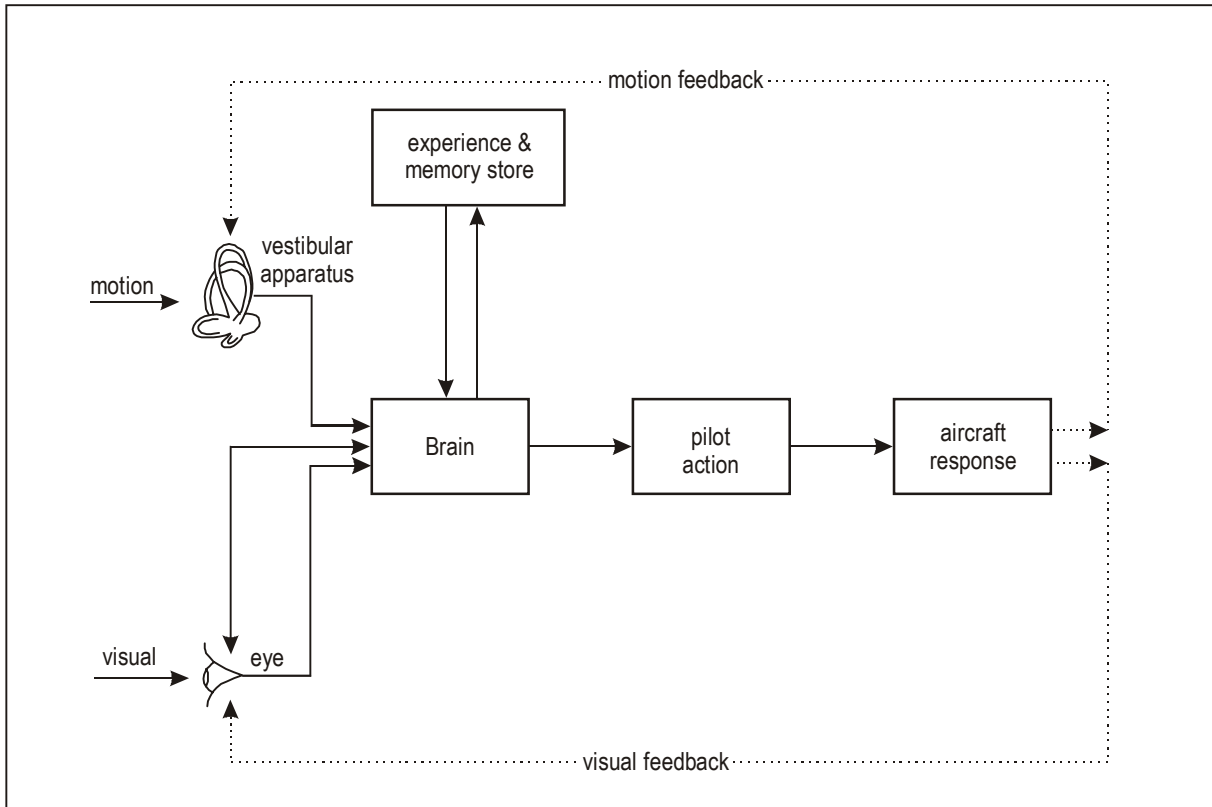 motion feedback
experience &
memory store
vestibular
apparatus
motion
Brain
pilot
action
aircraft
response
visual
eye
visual feedback